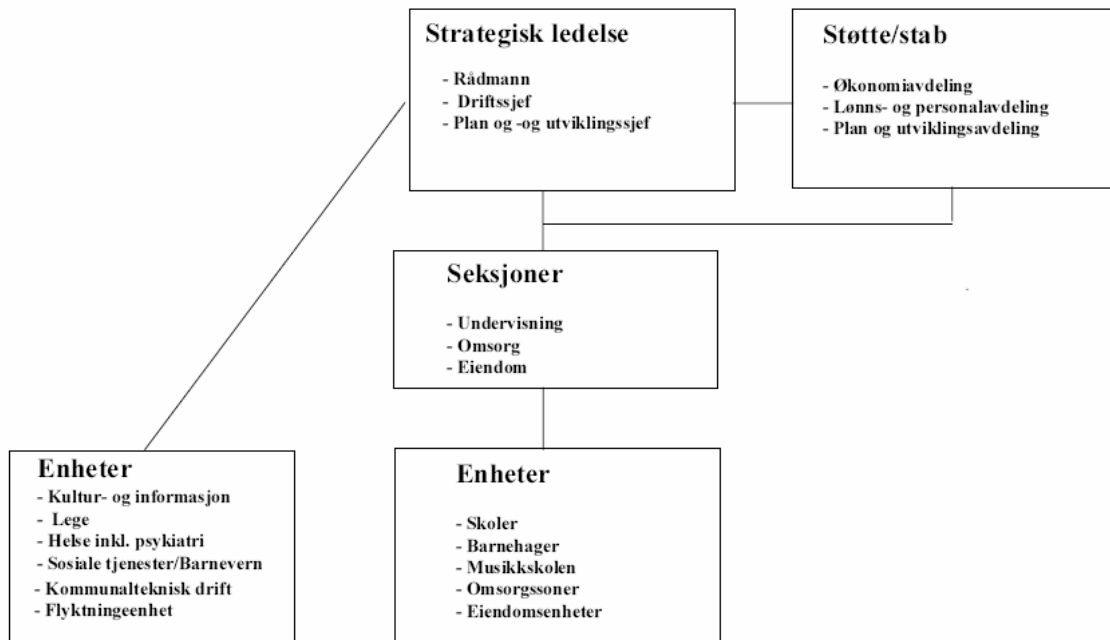 Strategisk ledelse
- Rådmann
- Driftssjef
- Plan og -og utviklingssjef
Støtte/stab
- Økonomiavdeling
- Lønns- og personalavdeling
- Plan og utviklingsavdeling
Seksjoner
- Undervisning
- Omsorg
- Eiendom
Enheter
- Kultur- og informasjon
- Lege
- Helse inkl. psykiatri
- Sosiale tjenester/Barnevern
- Kommunalteknisk drift
- Flyktningeenhet
Enheter
- Skoler
- Barnehager
- Musikkskolen
- Omsorgssoner
- Eiendomsenheter